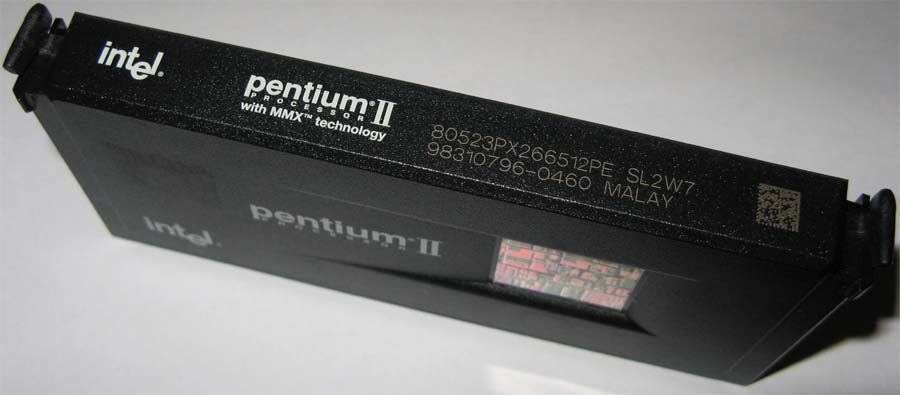 intel®
pentium® II
PROCESSOR
with MMX™ technology
80523PX266512PE SL2W7
98310796-0460 MALAY
intel®
pentium® II
PROCESSOR